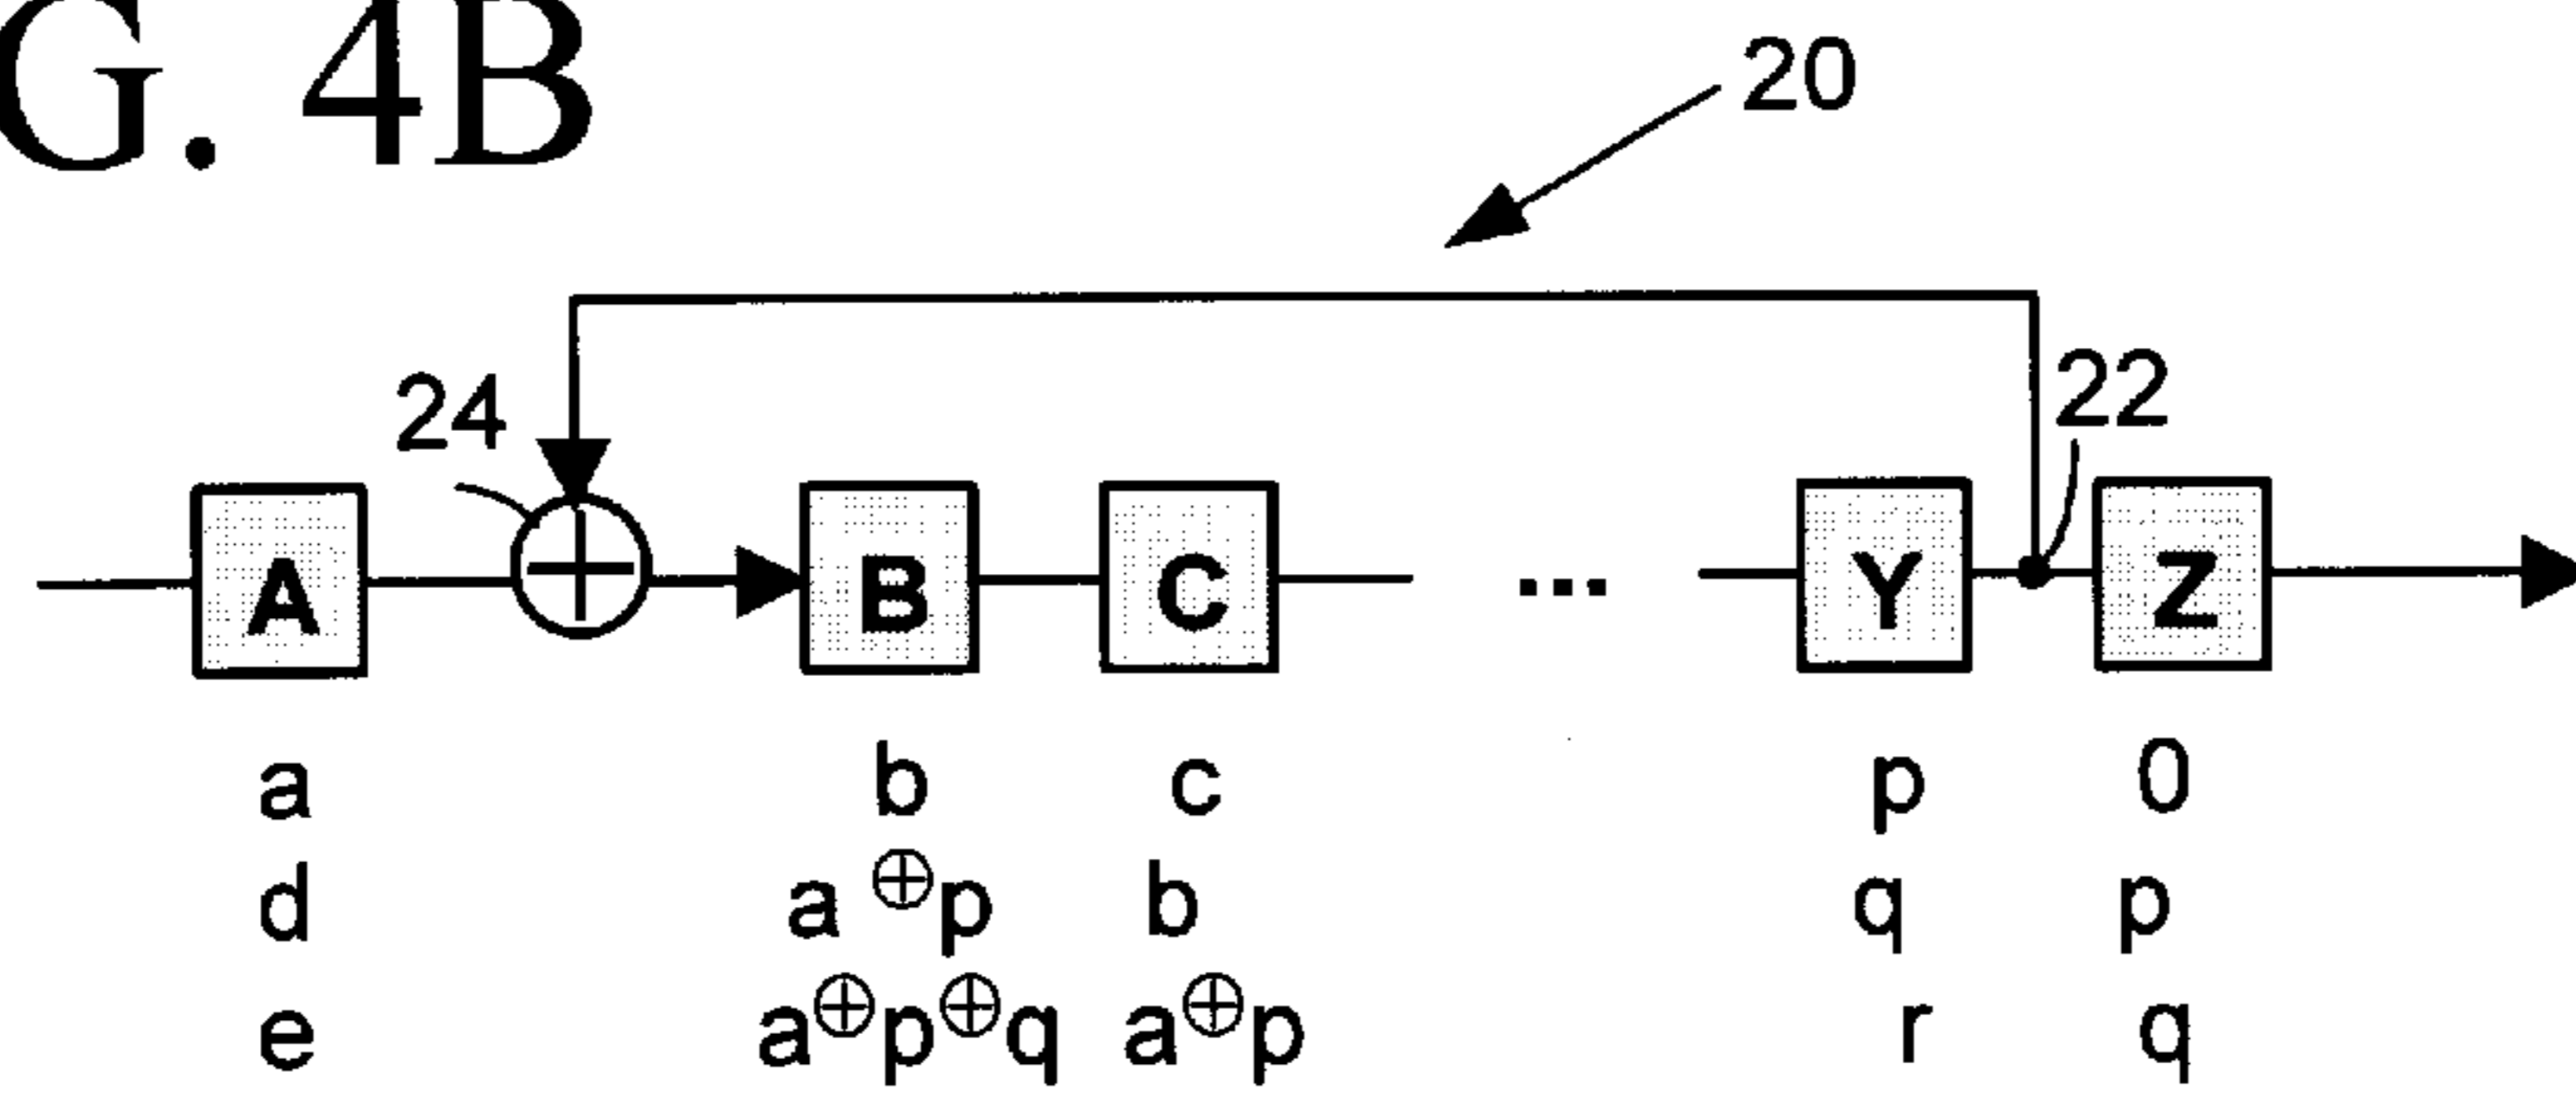 G. 4B
20
24
22
A B C ... Y Z
a b c p 0
d a⊕p b q p
e a⊕p⊕q a⊕p r q